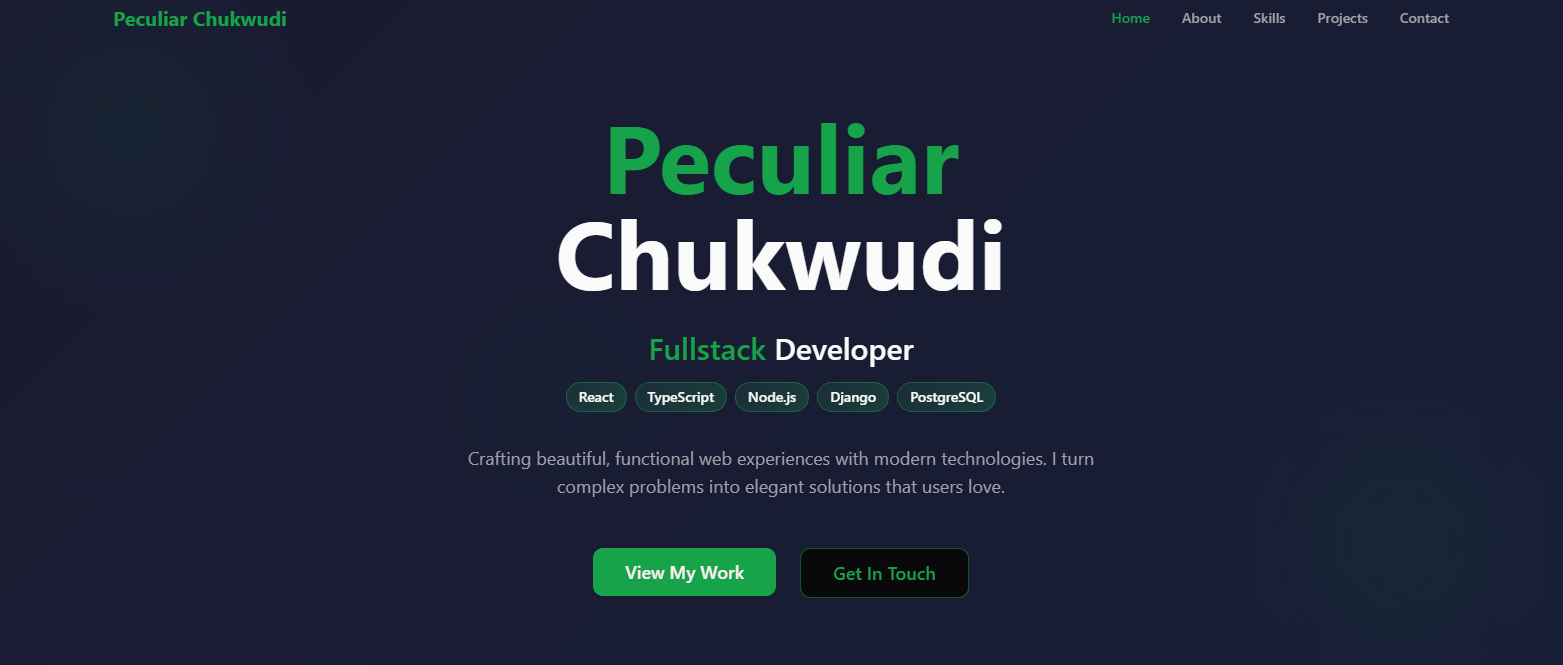 Peculiar Chukwudi
Home About Skills Projects Contact
Peculiar
Chukwudi
Fullstack Developer
React TypeScript Node.js Django PostgreSQL
Crafting beautiful, functional web experiences with modern technologies. I turn
complex problems into elegant solutions that users love.
View My Work Get In Touch